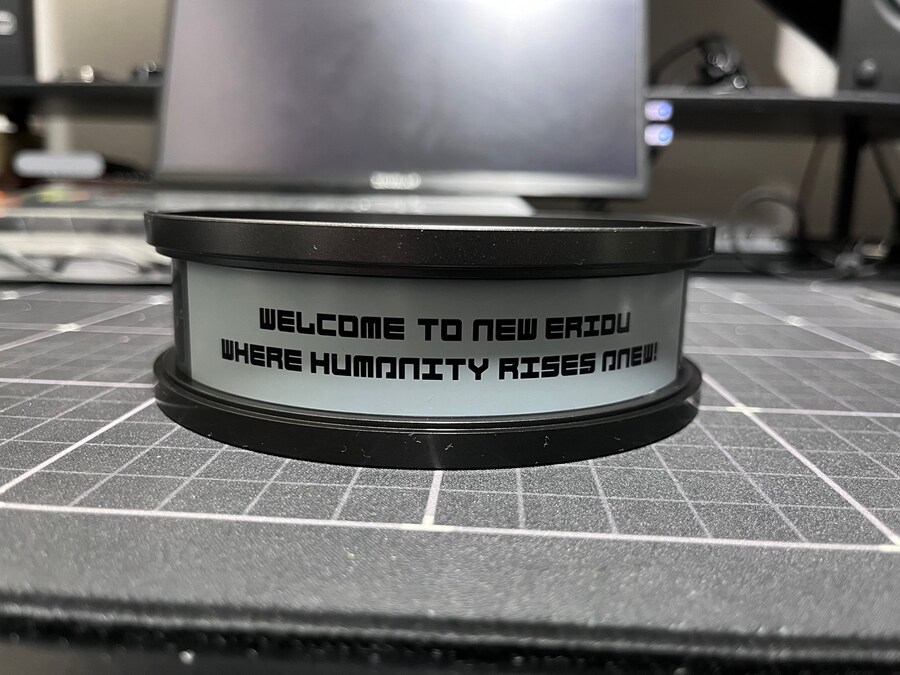 WELCOME TO NEW ERIDU
WHERE HUMANITY RISES ANEW!